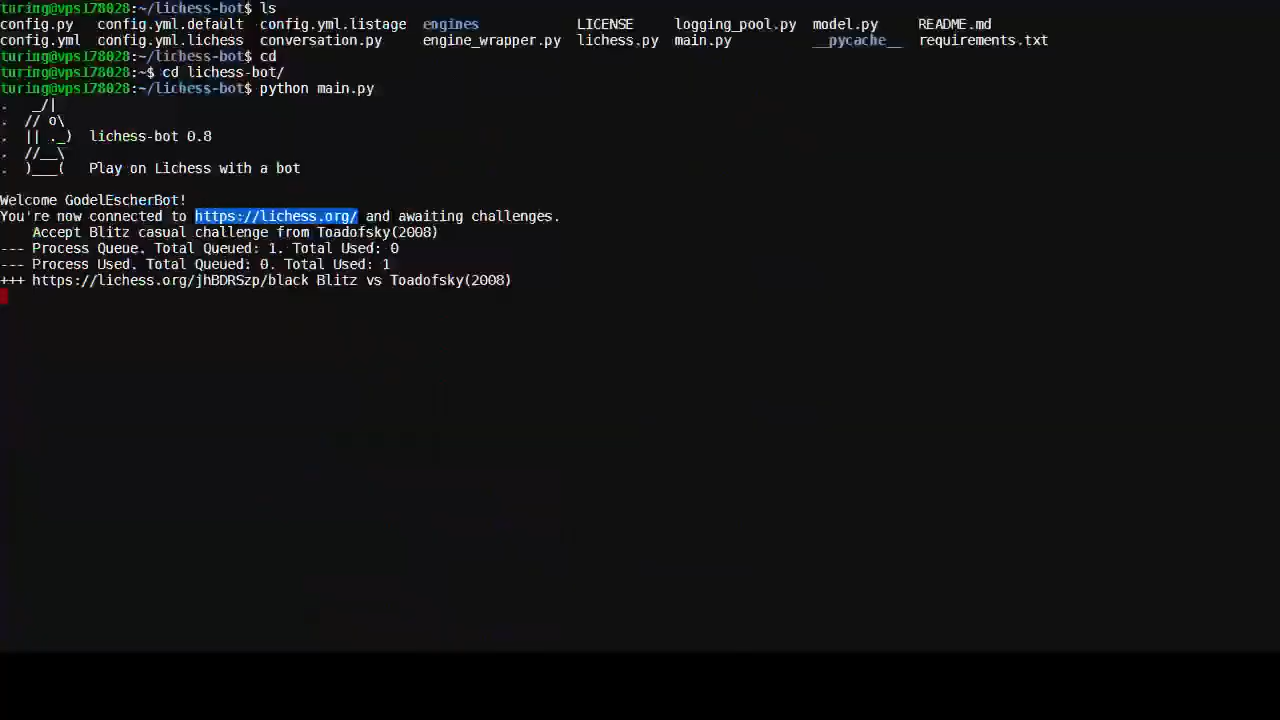 turing@vps178028:~/lichess-bot$ ls
config.py   config.yml.default  config.yml.listage  engines            LICENSE     logging_pool.py  model.py     README.md
config.yml  config.yml.lichess  conversation.py     engine_wrapper.py  lichess.py  main.py          __pycache__  requirements.txt
turing@vps178028:~/lichess-bot$ cd
turing@vps178028:~$ cd lichess-bot/
turing@vps178028:~/lichess-bot$ python main.py
.   _/|
.  // o\
.  || ._)  lichess-bot 0.8
.  //__\
.  )___(   Play on Lichess with a bot
Welcome GodelEscherBot!
You're now connected to https://lichess.org/ and awaiting challenges.
    Accept Blitz casual challenge from Toadofsky(2008)
--- Process Queue. Total Queued: 1. Total Used: 0
--- Process Used. Total Queued: 0. Total Used: 1
+++ https://lichess.org/jhBDRSzp/black Blitz vs Toadofsky(2008)